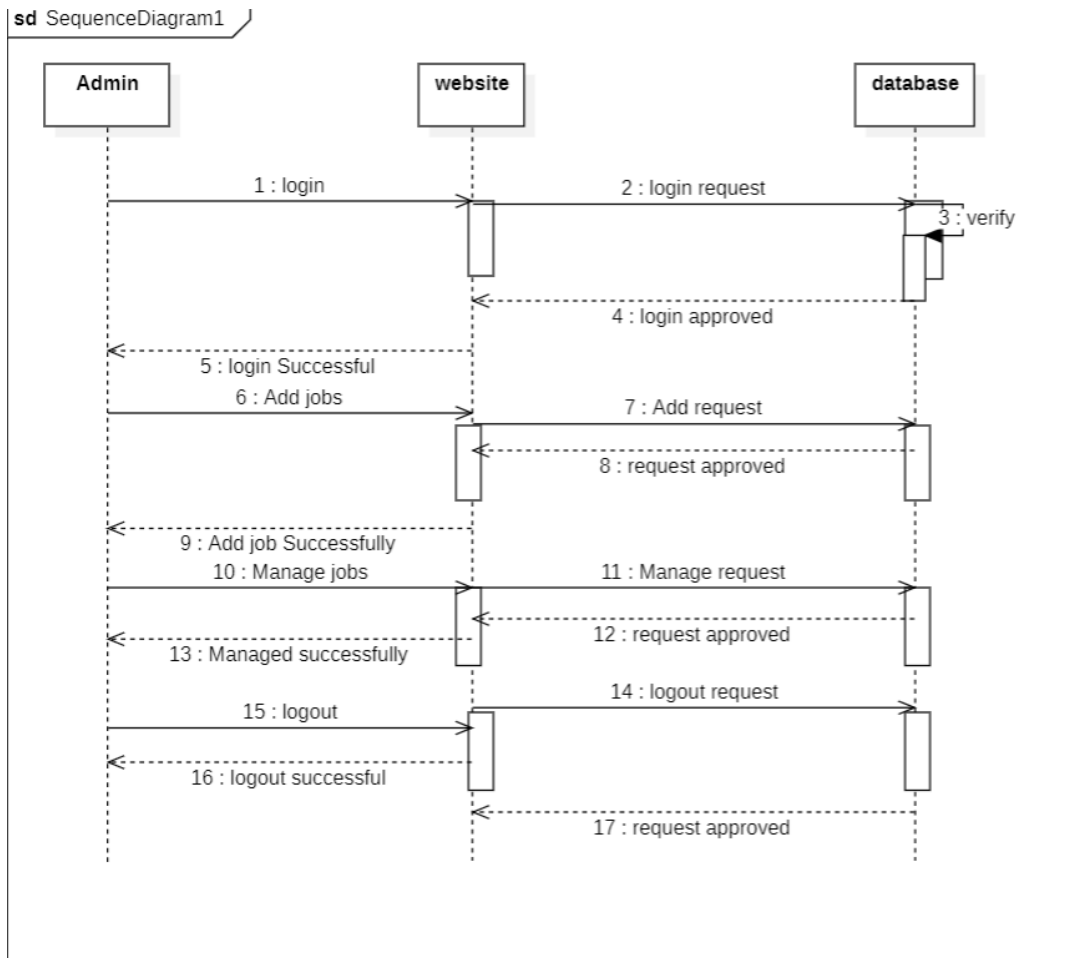 sd SequenceDiagram1
Admin
website
database
1 : login
2 : login request
3 : verify
4 : login approved
5 : login Successful
6 : Add jobs
7 : Add request
8 : request approved
9 : Add job Successfully
10 : Manage jobs
11 : Manage request
12 : request approved
13 : Managed successfully
14 : logout request
15 : logout
16 : logout successful
17 : request approved